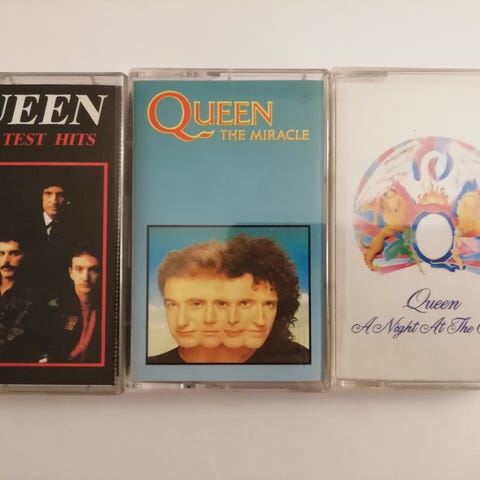 UEEN
TEST HITS
QUEEN
THE MIRACLE
Queen
A Night At The